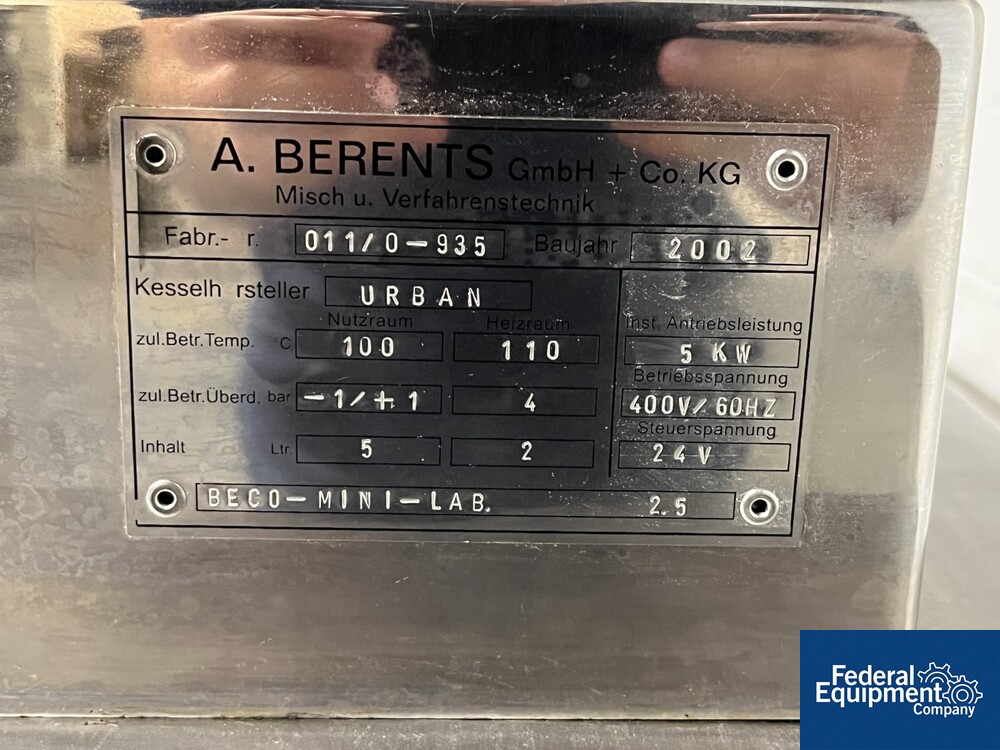 A. BERENTS GmbH + Co. KG
Misch u. Verfahrenstechnik
Fabr.- r. 011/0-935 Baujahr 2002
Kesselh rsteller URBAN
Nutzraum Heizraum Inst. Antriebsleistung
zul.Betr.Temp. °C 100 110 5 KW
Betriebsspannung
zul.Betr.Überd. bar -1/+1 4 400V/60HZ
Steuerspannung
Inhalt Ltr. 5 2 24V
BECO-MINI-LAB. 2.5
Federal
Equipment
Company